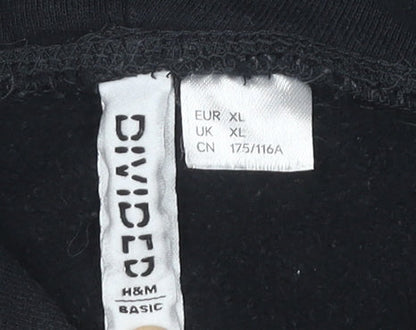 DIVIDED
H&M
BASIC
EUR XL
UK XL
CN 175/116A